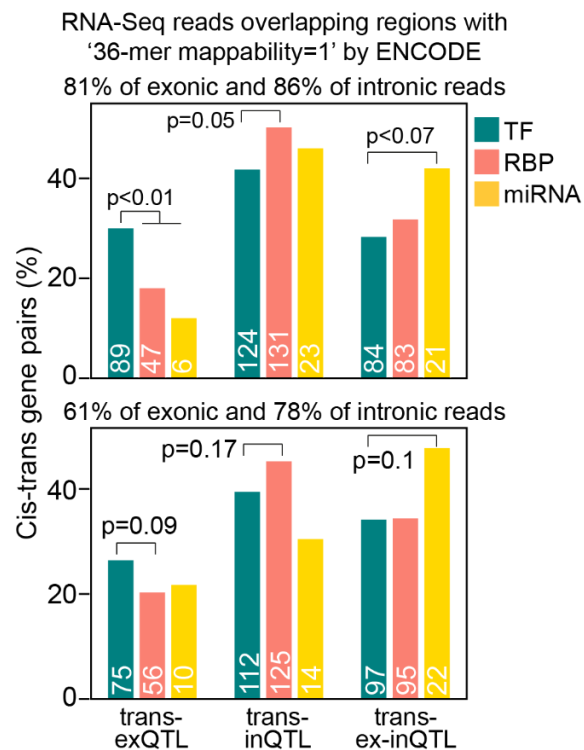 RNA-Seq reads overlapping regions with
‘36-mer mappability=1’ by ENCODE
81% of exonic and 86% of intronic reads
p=0.05
p<0.07
p<0.01
TF
RBP
miRNA
40
20
0
89 47 6 124 131 23 84 83 21
Cis-trans gene pairs (%)
61% of exonic and 78% of intronic reads
p=0.17
p=0.1
p=0.09
40
20
0
75 56 10 112 125 14 97 95 22
trans- trans- trans-
exQTL inQTL ex-inQTL